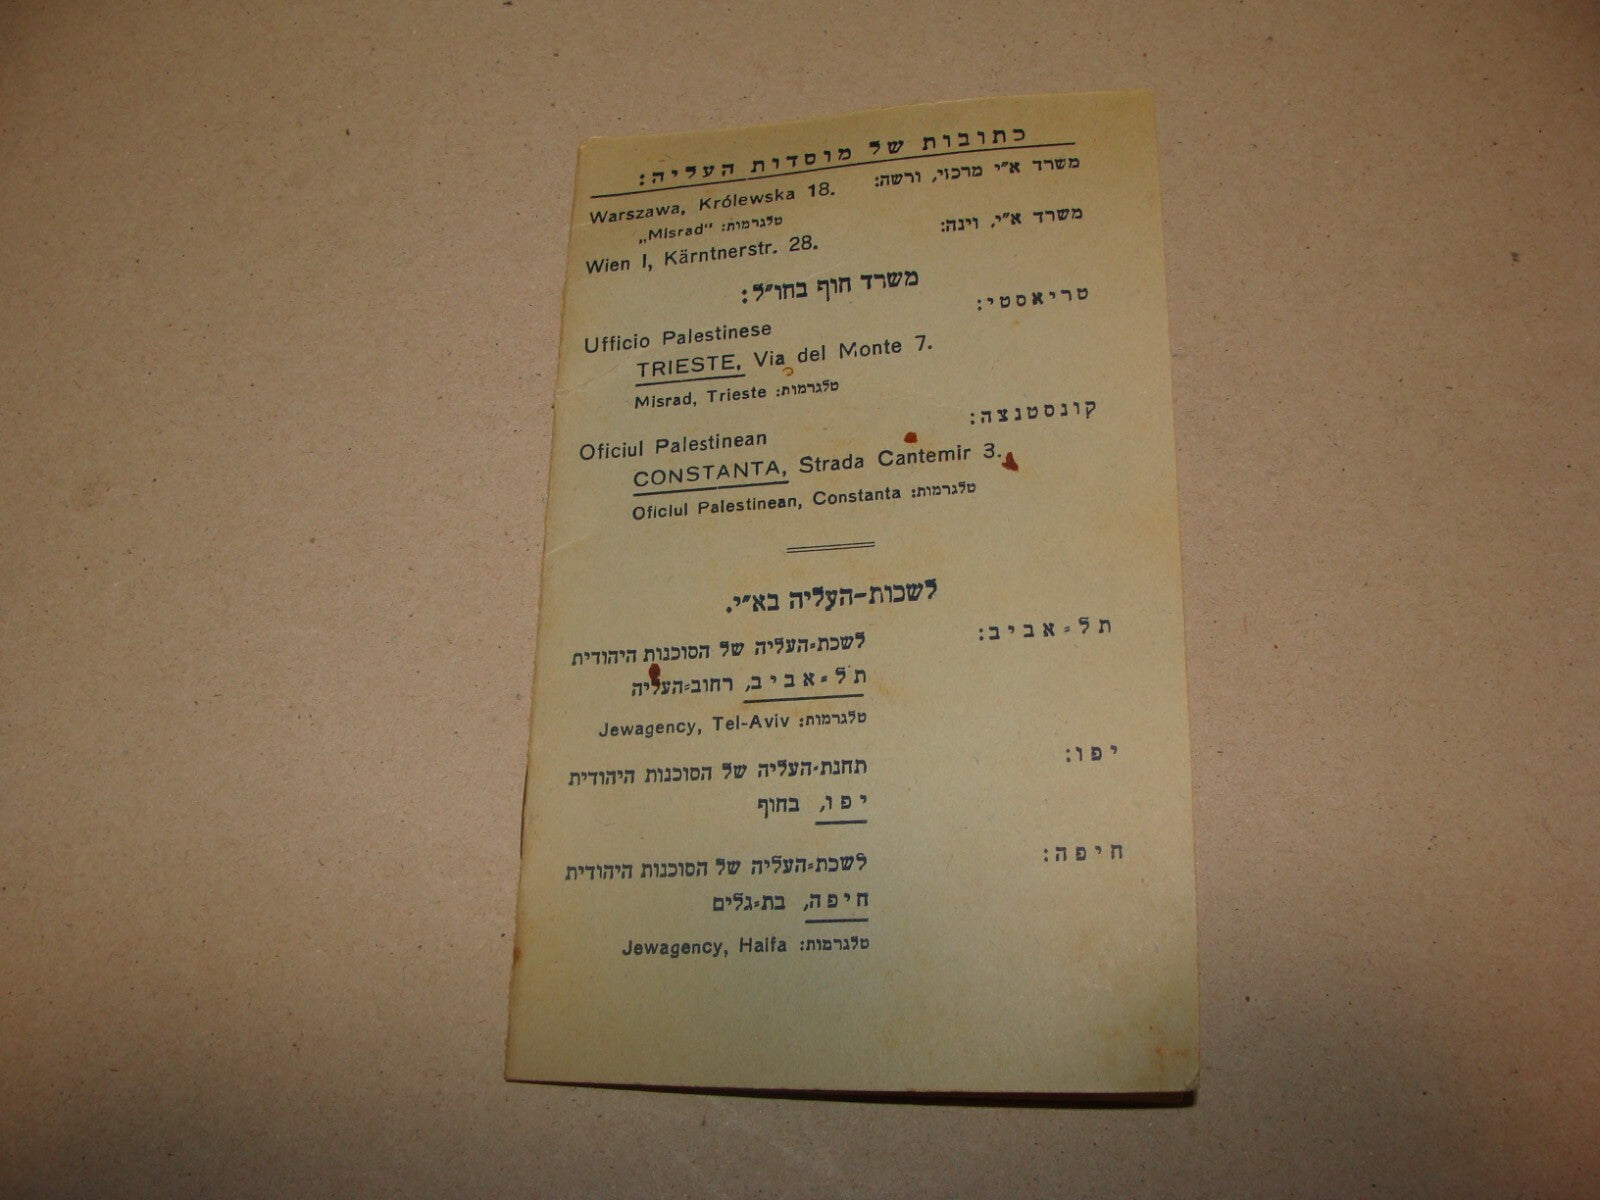 כתובות של מוסדות העליה:
משרד א״י מרכזי, ורשה: Warszawa, Królewska 18.
טלגרמות: „Misrad“
משרד א״י, וינה: Wien I, Kärntnerstr. 28.
משרד חוף בחו״ל:
טריאסטי:
Ufficio Palestinese
TRIESTE, Via del Monte 7.
טלגרמות: Misrad, Trieste
קונסטנצה:
Oficiul Palestinean
CONSTANTA, Strada Cantemir 3.
טלגרמות: Oficiul Palestinean, Constanta
לשכות-העליה בא״י.
תל-אביב: לשכת-העליה של הסוכנות היהודית
תל-אביב, רחוב-העליה
טלגרמות: Jewagency, Tel-Aviv
יפו: תחנת-העליה של הסוכנות היהודית
יפו, בחוף
חיפה: לשכת-העליה של הסוכנות היהודית
חיפה, בת-גלים
טלגרמות: Jewagency, Haifa